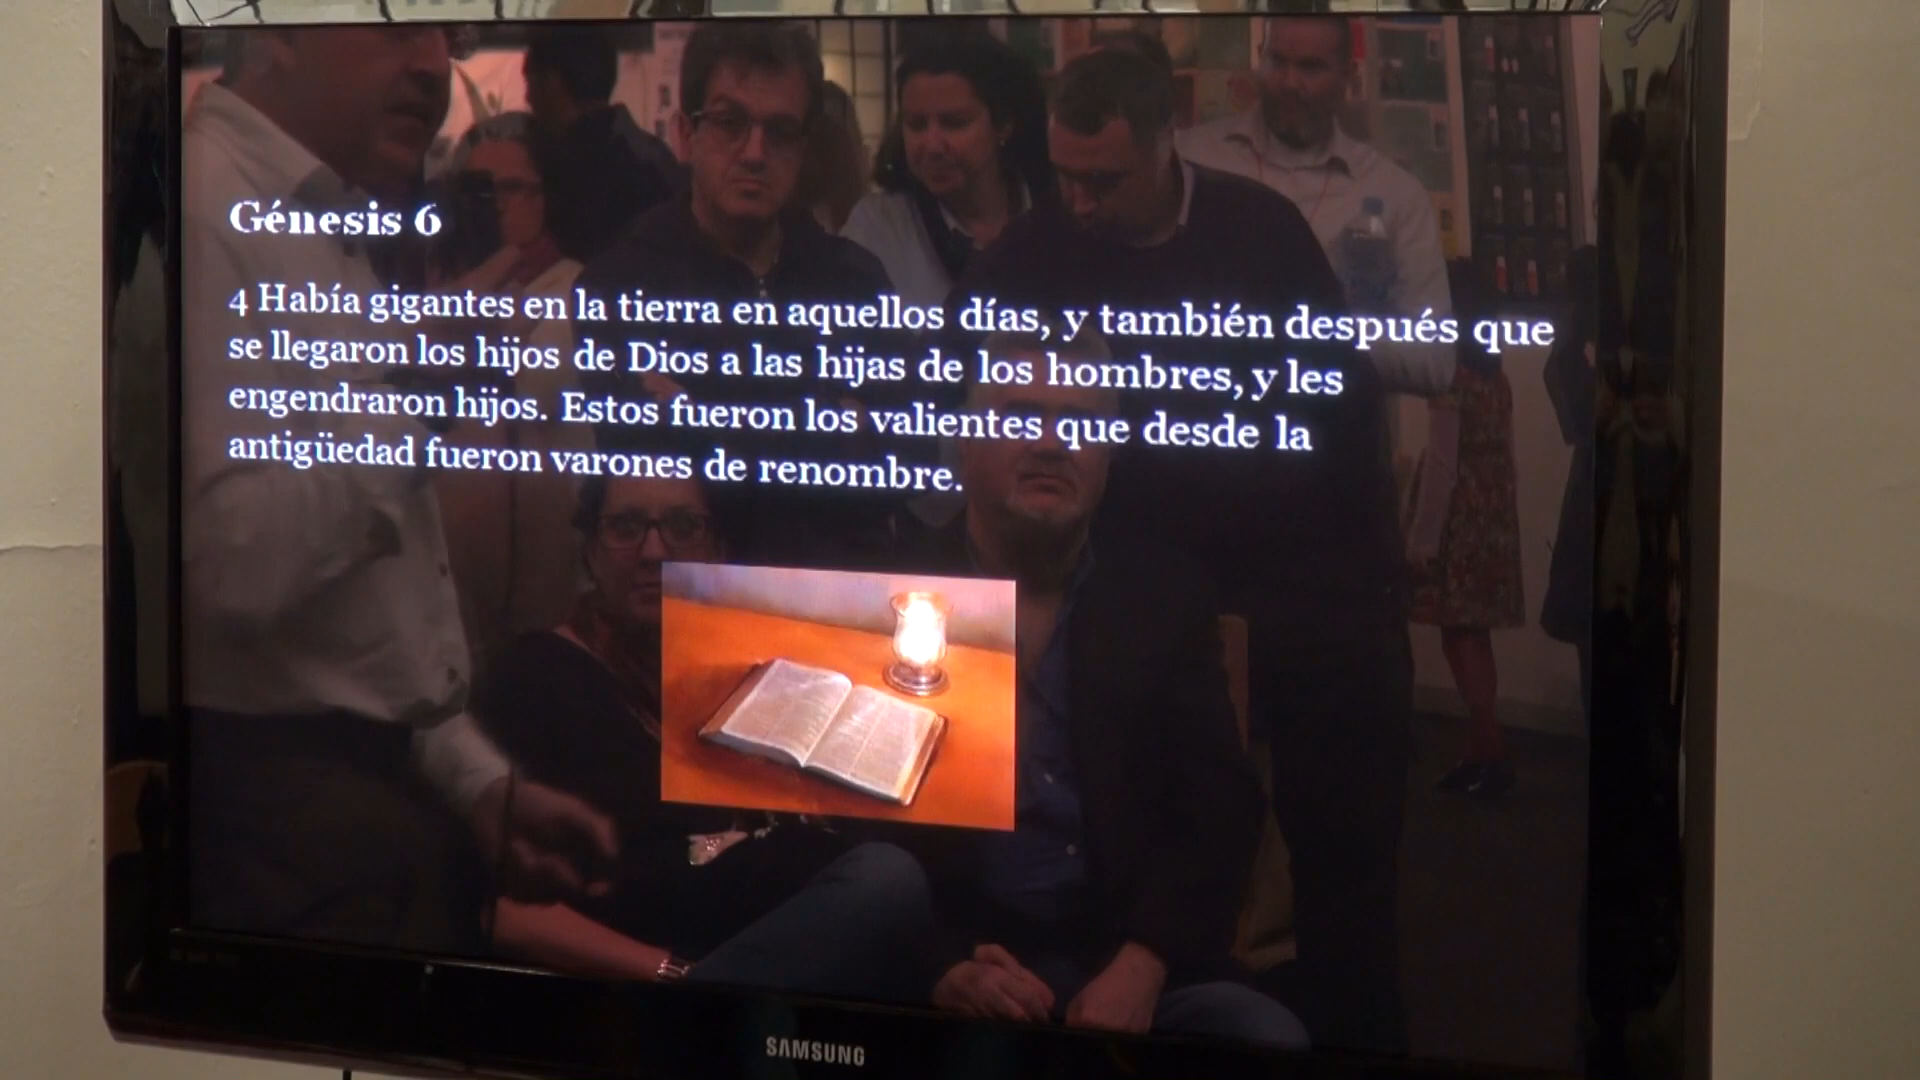 Génesis 6
4 Había gigantes en la tierra en aquellos días, y también después que
se llegaron los hijos de Dios a las hijas de los hombres, y les
engendraron hijos. Estos fueron los valientes que desde la
antigüedad fueron varones de renombre.
SAMSUNG